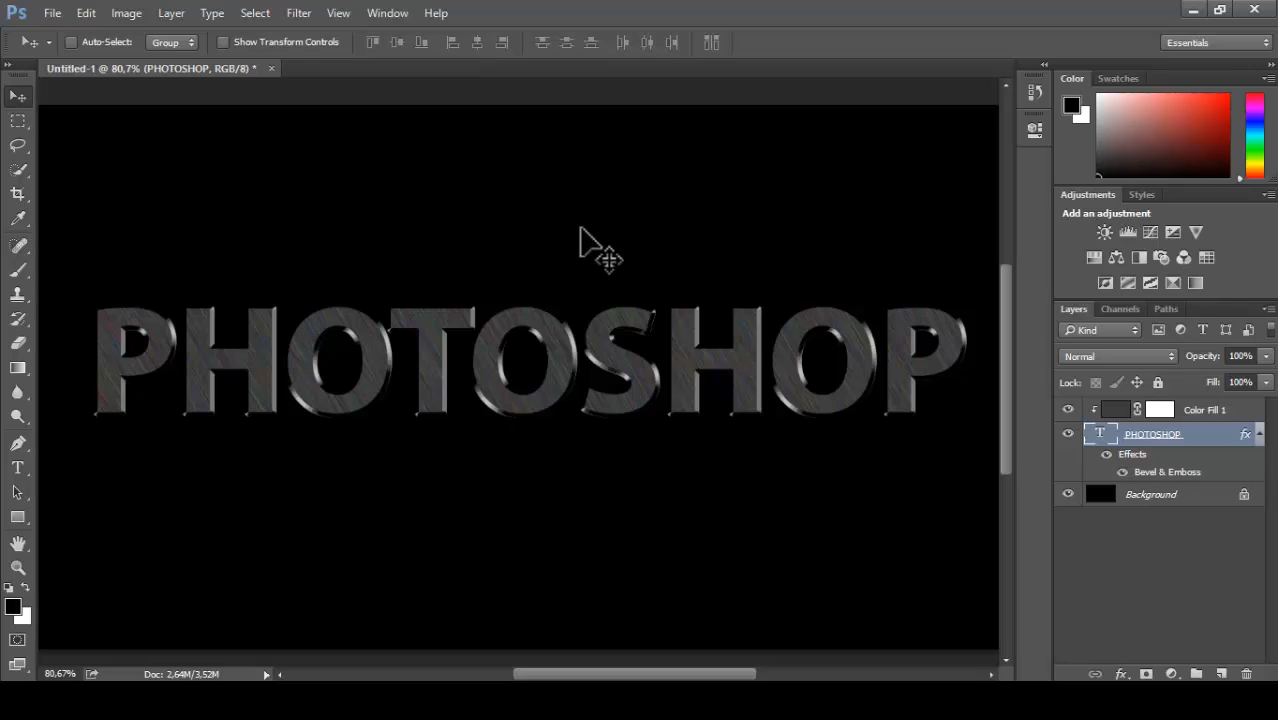 Ps File Edit Image Layer Type Select Filter View Window Help
Auto-Select: Group Show Transform Controls Essentials
Untitled-1 @ 80,7% (PHOTOSHOP, RGB/8) * ×
Color Swatches
Adjustments Styles
Add an adjustment
PHOTOSHOP
Layers Channels Paths
Kind
Normal Opacity: 100%
Lock: Fill: 100%
Color Fill 1
T PHOTOSHOP fx
Effects
Bevel & Emboss
Background
80,67% Doc: 2,64M/3,52M